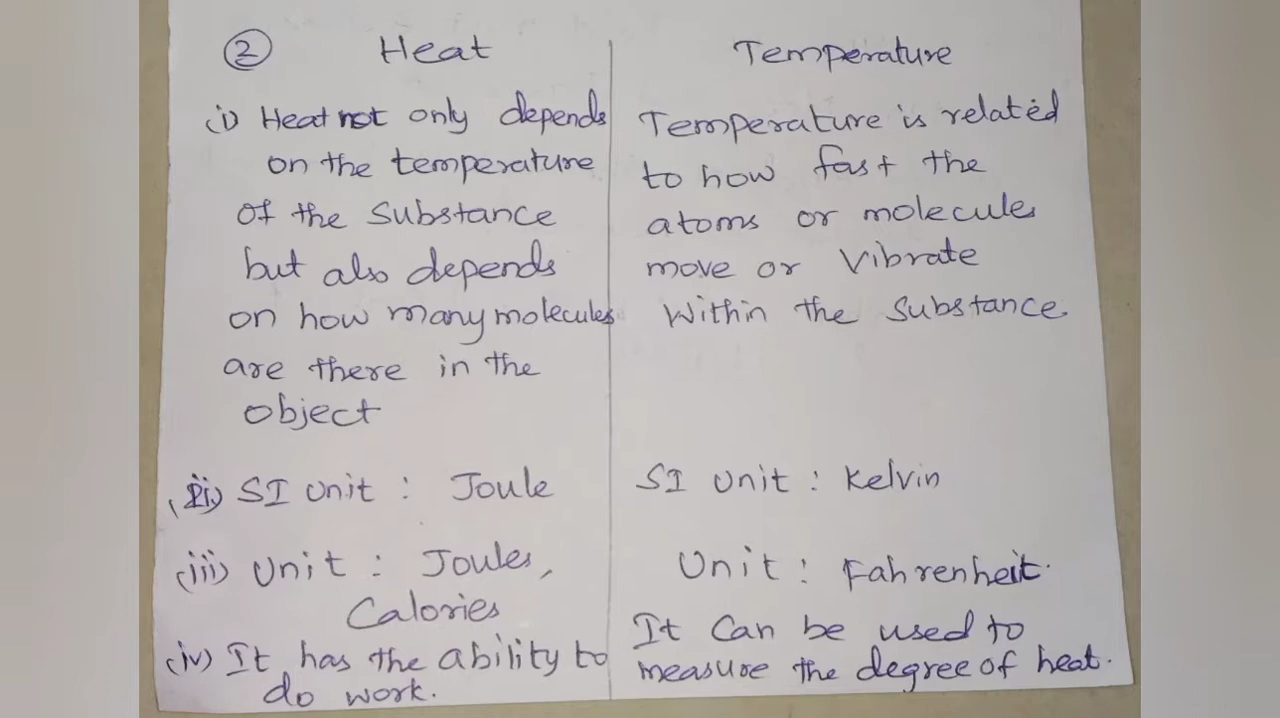 2 Heat
(i) Heat not only depends
on the temperature
of the substance
but also depends
on how many molecules
are there in the
object
(ii) SI unit : Joule
(iii) Unit : Joules,
Calories
(iv) It has the ability to
do work.
Temperature
Temperature is related
to how fast the
atoms or molecules
move or vibrate
within the substance.
SI unit : Kelvin
Unit : Fahrenheit.
It can be used to
measure the degree of heat.